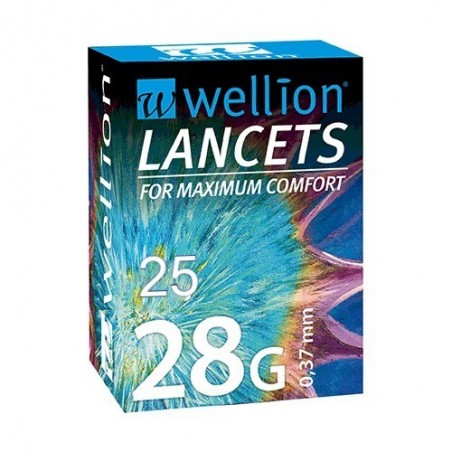 wellion®
LANCETS
FOR MAXIMUM COMFORT
25
28G
0,37 mm
wellion